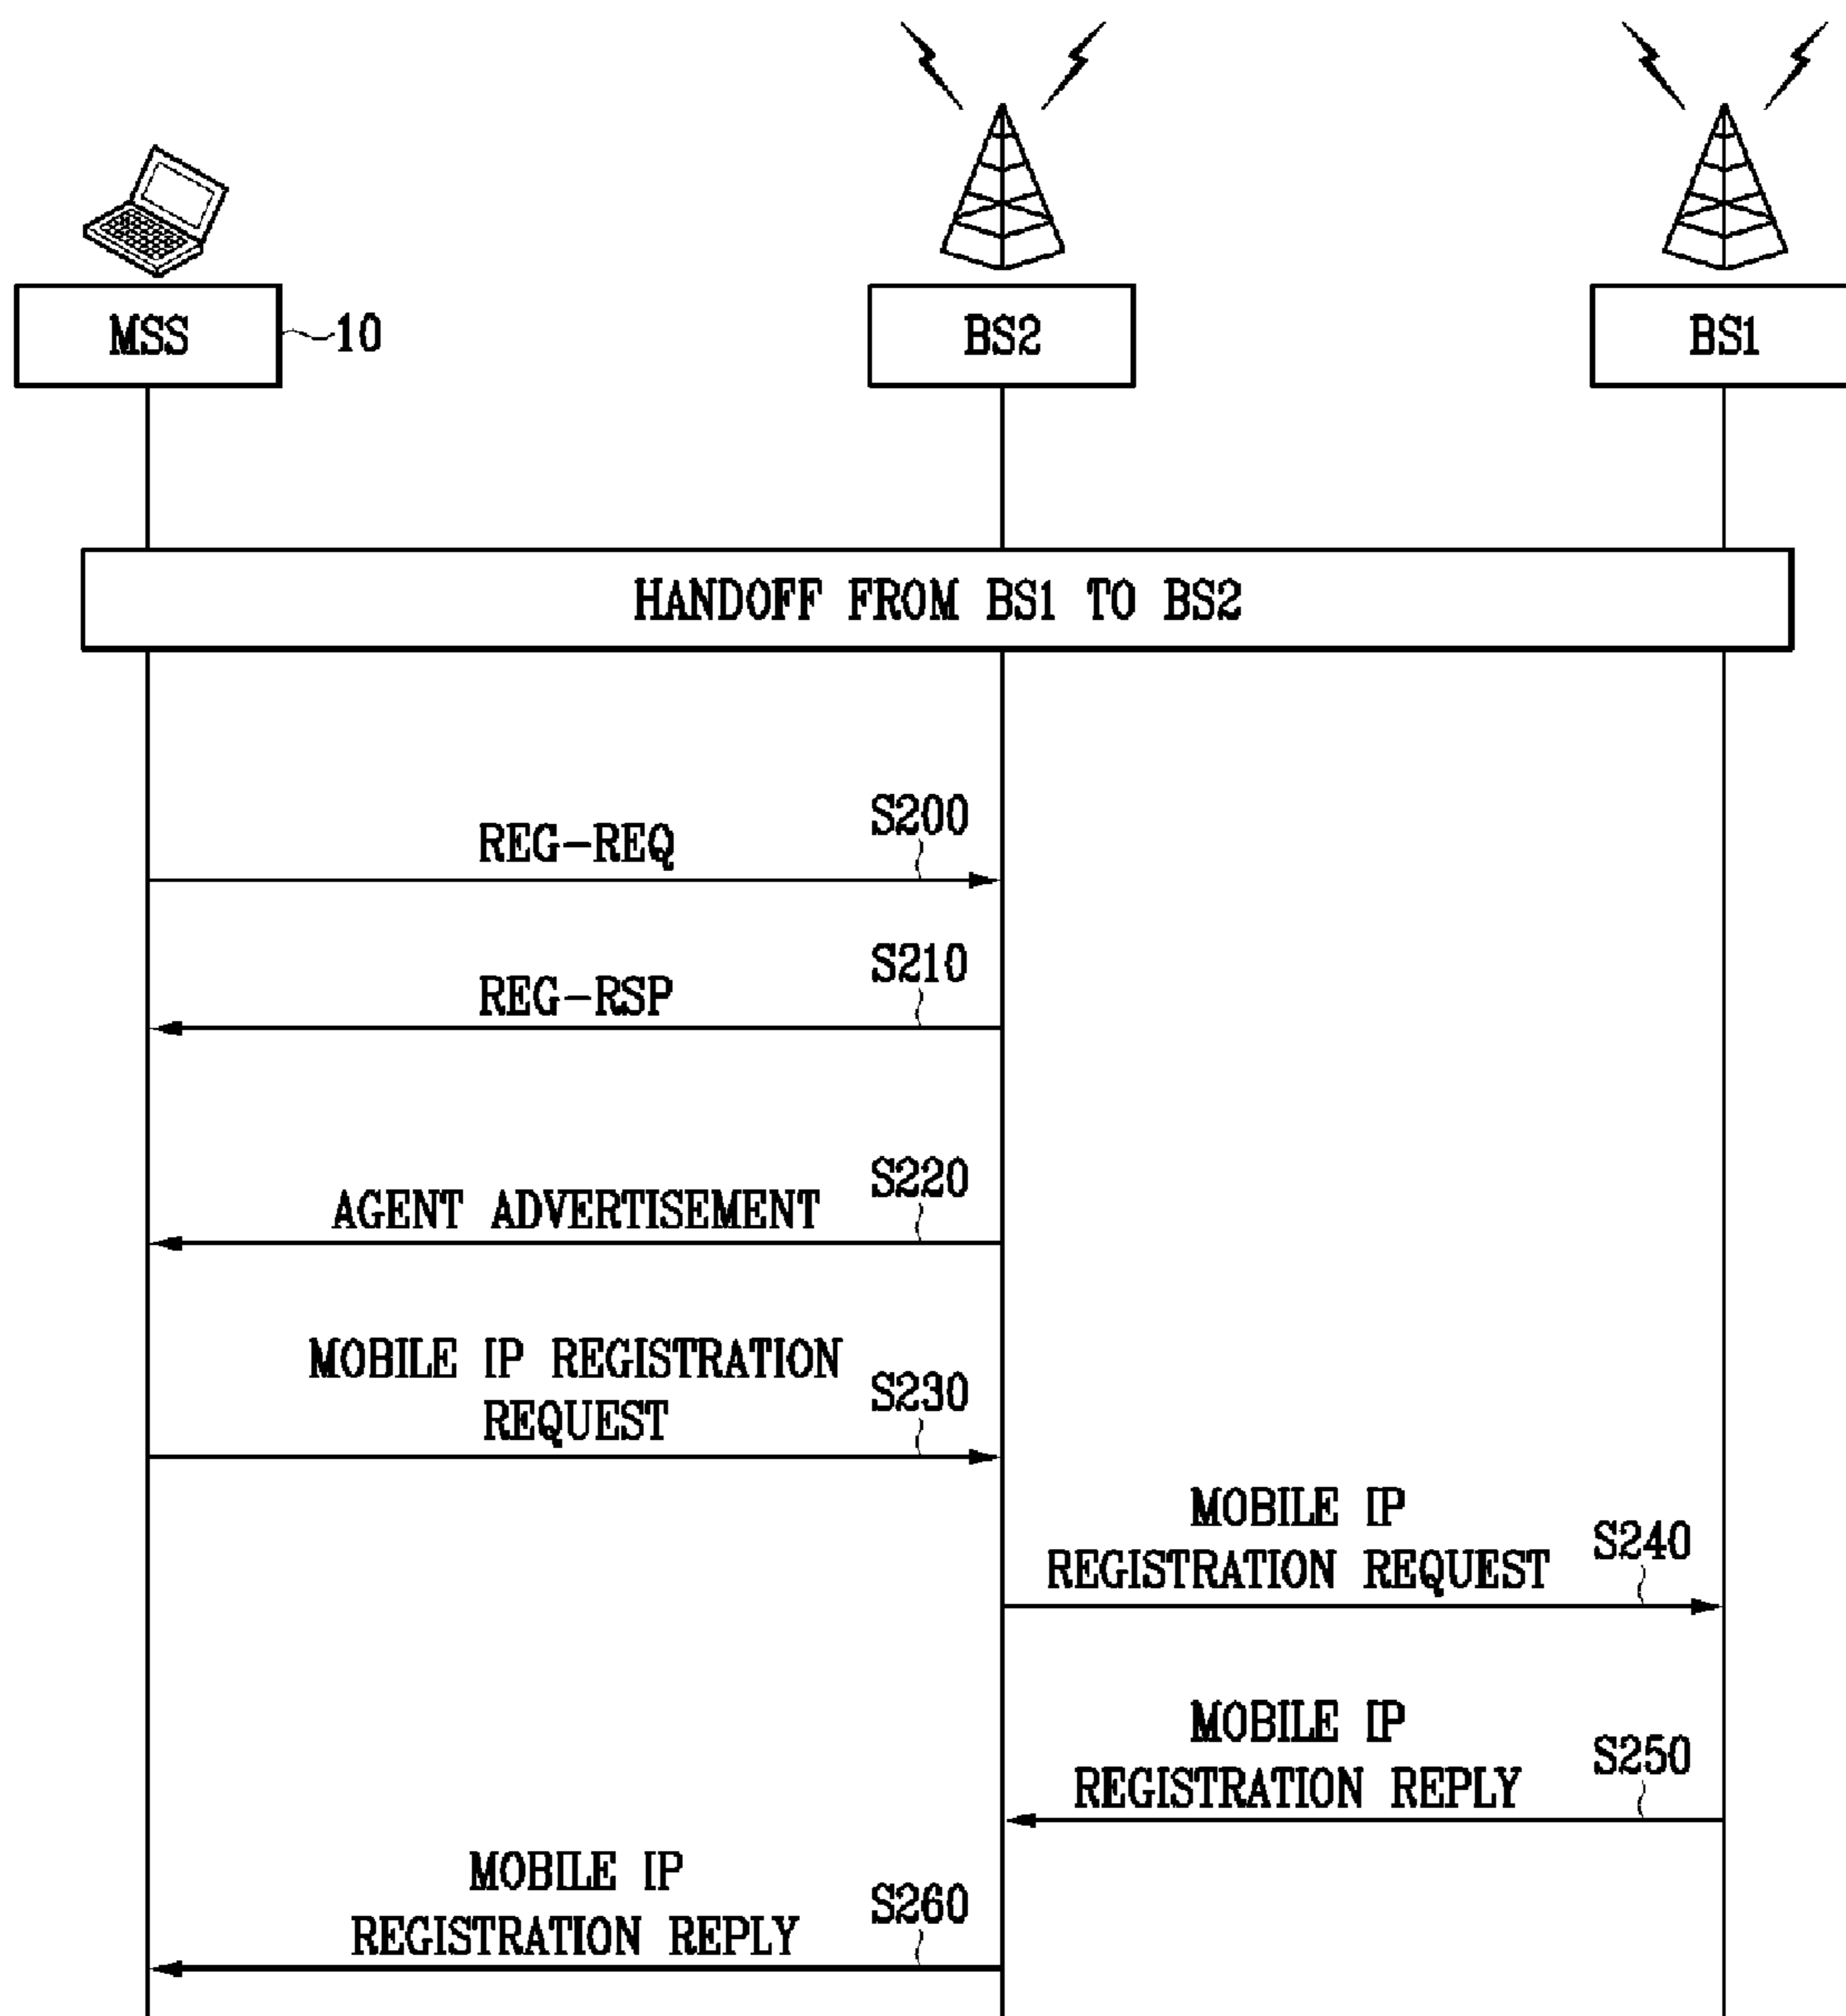 MSS
10
BS2
BS1
HANDOFF FROM BS1 TO BS2
S200
REG-REQ
S210
REG-RSP
S220
AGENT ADVERTISEMENT
MOBILE IP REGISTRATION
REQUEST
S230
MOBILE IP
REGISTRATION REQUEST
S240
MOBILE IP
REGISTRATION REPLY
S250
MOBILE IP
REGISTRATION REPLY
S260